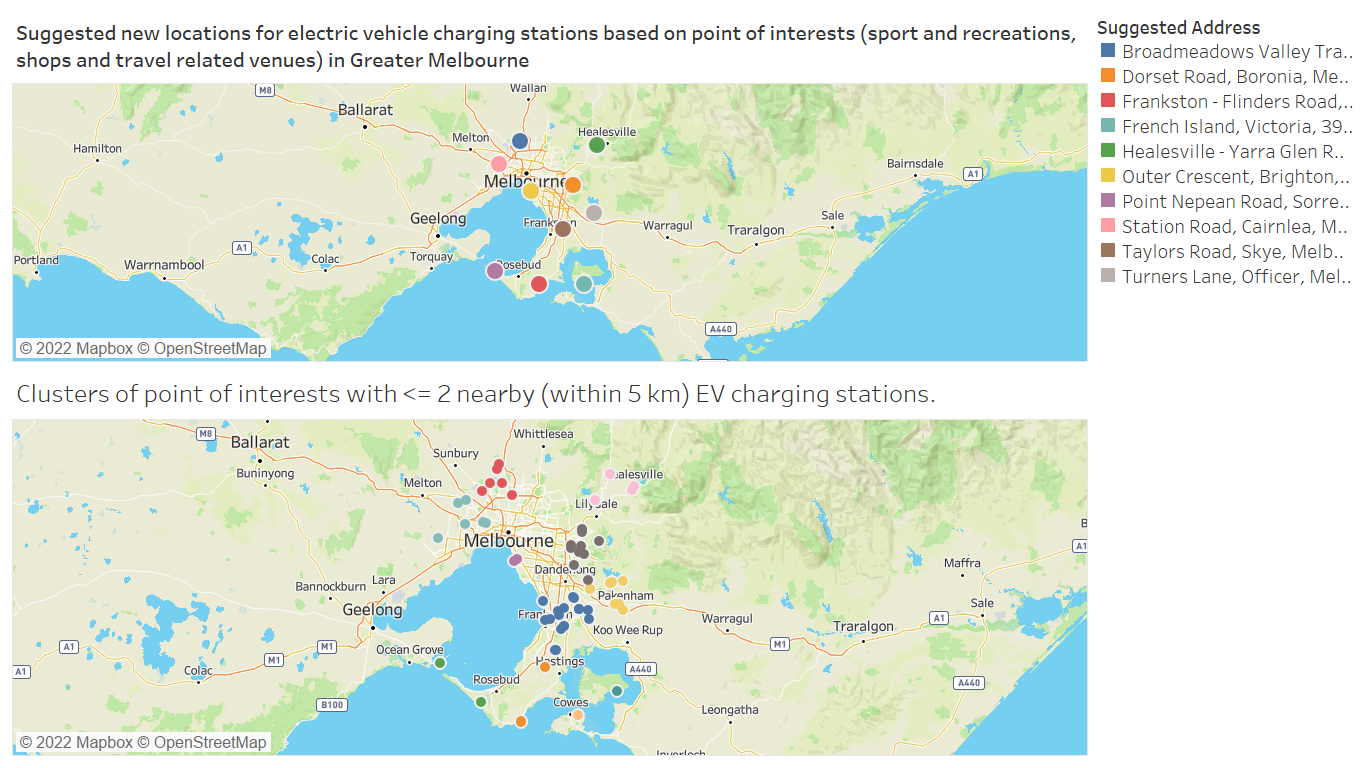 Suggested new locations for electric vehicle charging stations based on point of interests (sport and recreations,
shops and travel related venues) in Greater Melbourne
Suggested Address
Broadmeadows Valley Tra..
Dorset Road, Boronia, Me..
Frankston - Flinders Road,..
French Island, Victoria, 39..
Healesville - Yarra Glen R..
Outer Crescent, Brighton,..
Point Nepean Road, Sorre..
Station Road, Cairnlea, M..
Taylors Road, Skye, Melb..
Turners Lane, Officer, Mel..
Wallan
M8
Ballarat
Melton
Healesville
Hamilton
Bairnsdale
A1
Melbourne
Geelong
Sale
Warragul
Traralgon
A1
Colac
Torquay
Rosebud
Portland
Warrnambool
A440
© 2022 Mapbox © OpenStreetMap
Clusters of point of interests with <= 2 nearby (within 5 km) EV charging stations.
M8
Ballarat
Whittlesea
Sunbury
Buninyong
Melton
Melbourne
A1
Maffra
Bannockburn
Lara
Pakenham
Geelong
Sale
Warragul
A1
Traralgon
Koo Wee Rup
M1
A1
M1
M1
Ocean Grove
A1
Colac
A440
Rosebud
A440
B100
Cowes
Leongatha
© 2022 Mapbox © OpenStreetMap